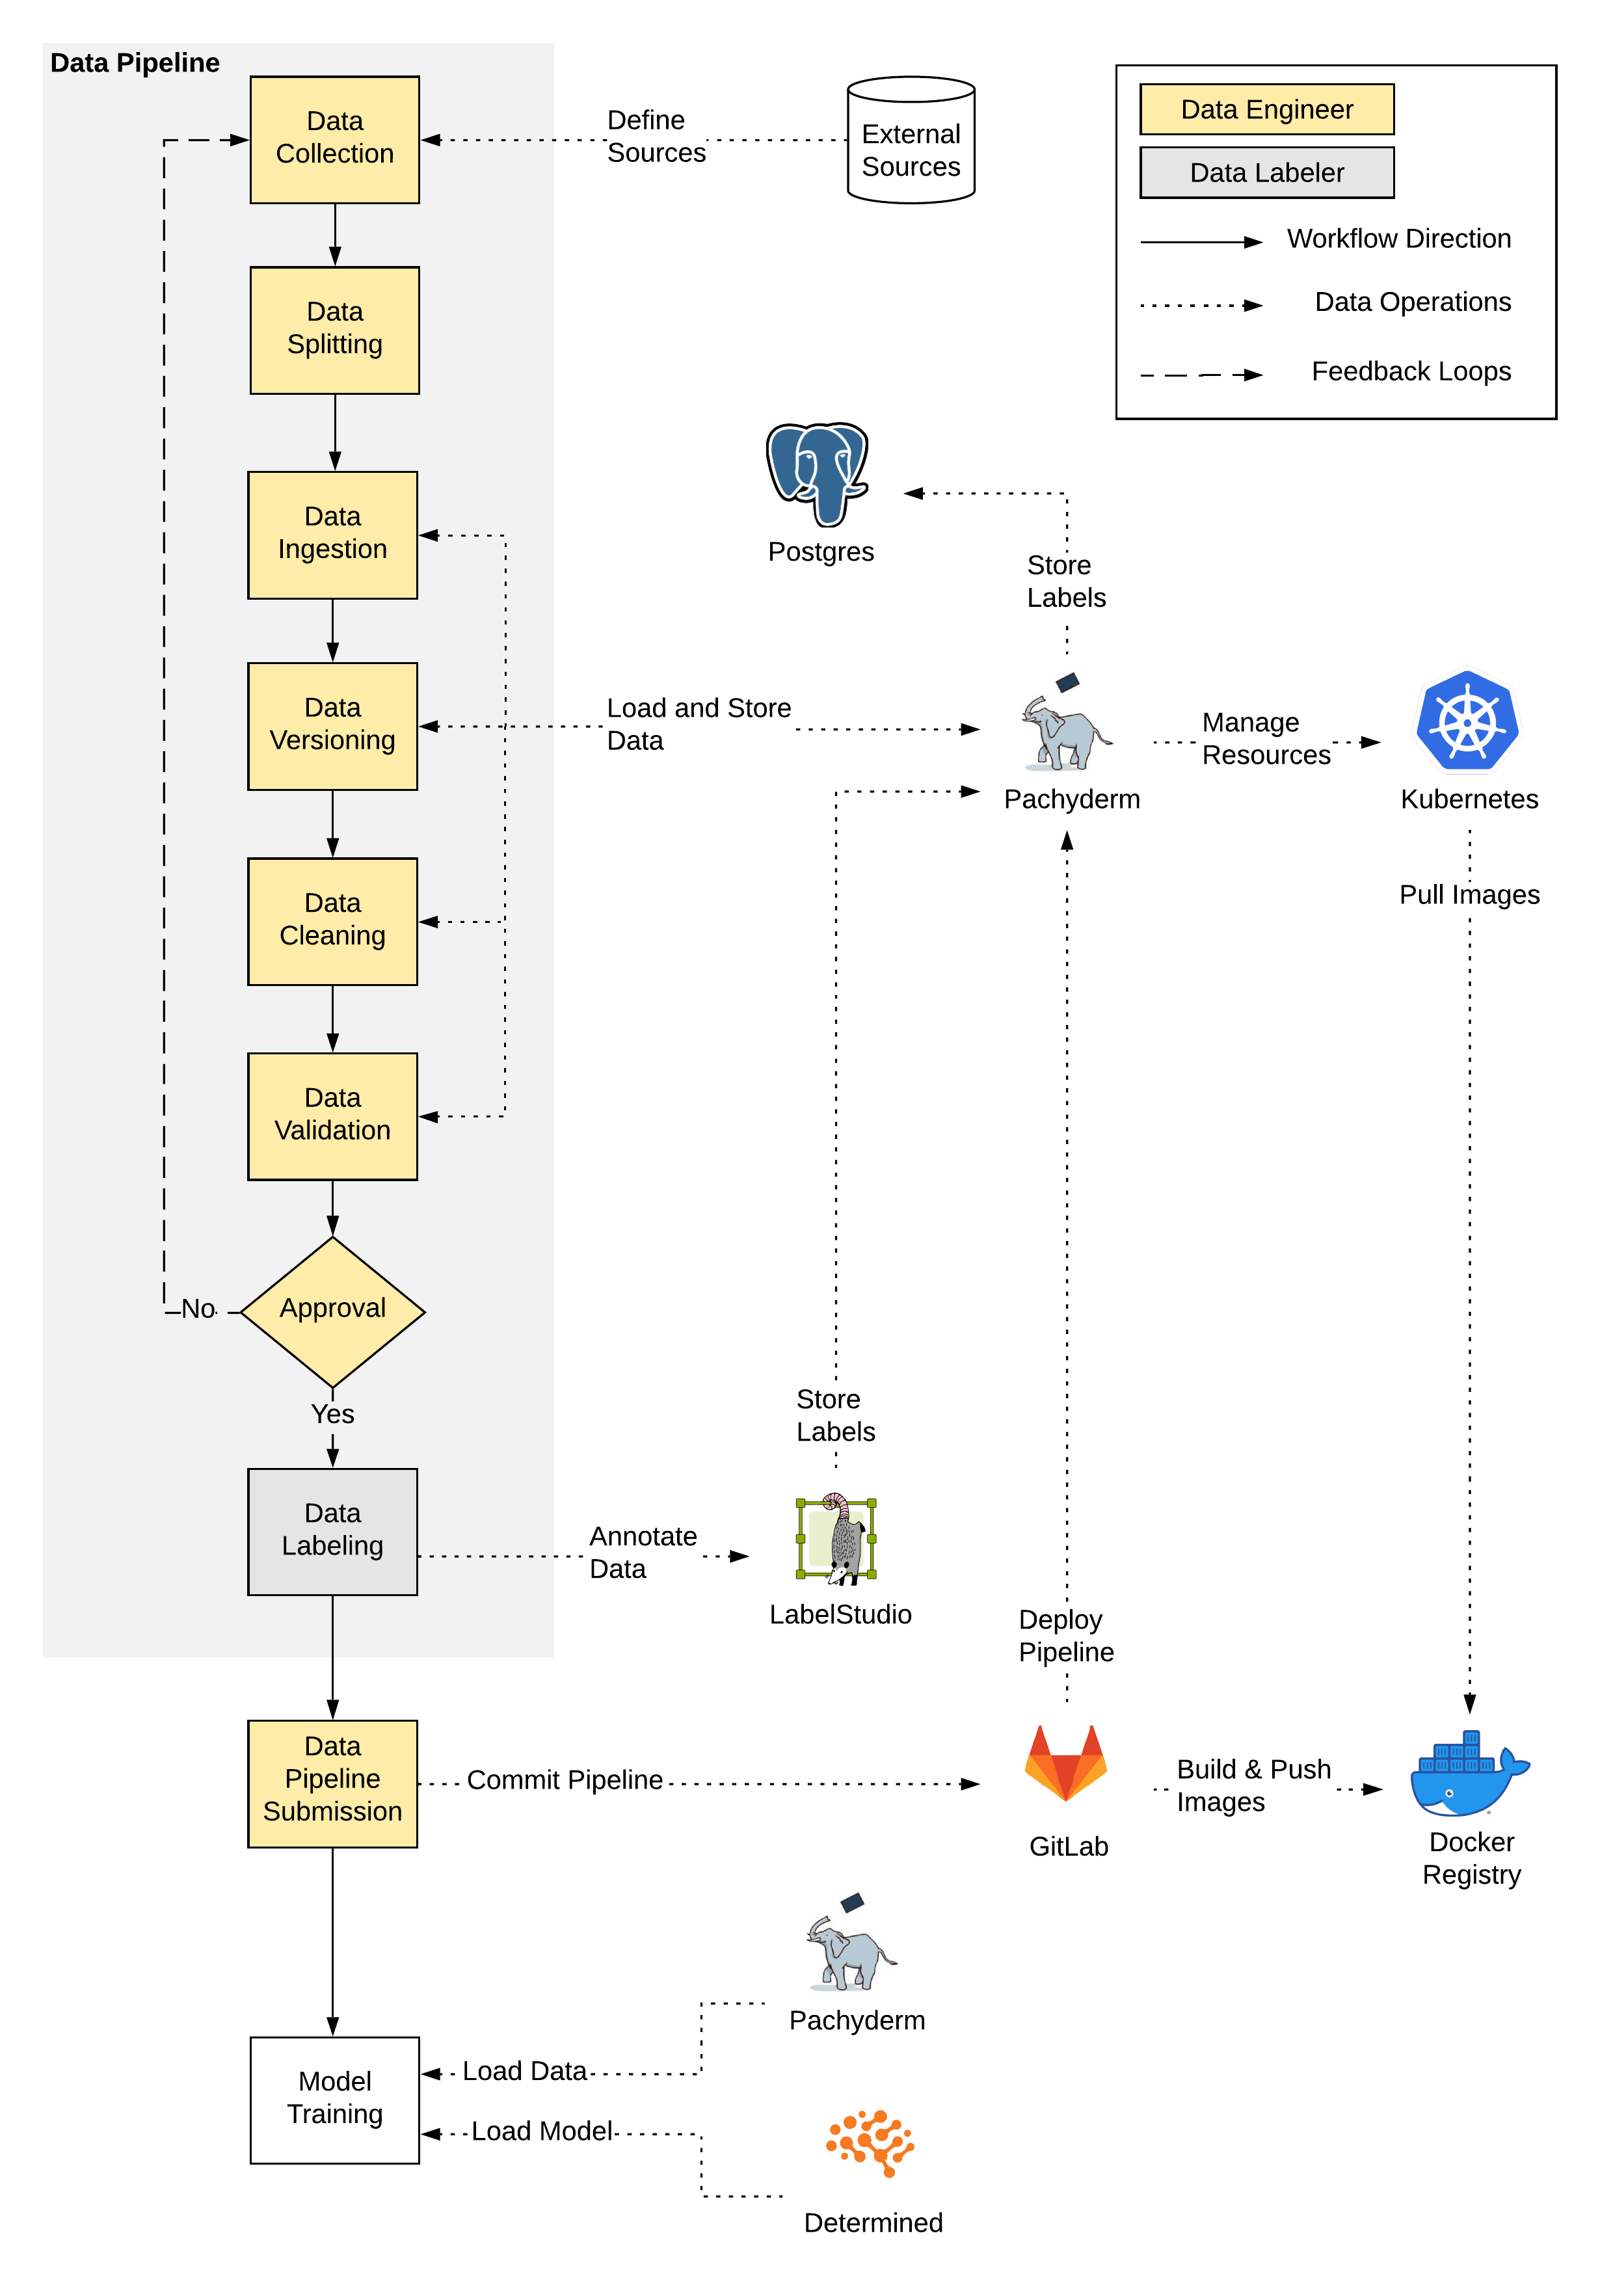 Data Pipeline
Data
Collection
Define
Sources
External
Sources
Data Engineer
Data Labeler
Workflow Direction
Data Operations
Feedback Loops
Data
Splitting
Data
Ingestion
Postgres
Store
Labels
Data
Versioning
Load and Store
Data
Pachyderm
Manage
Resources
Kubernetes
Pull Images
Data
Cleaning
Data
Validation
Approval
No
Yes
Store
Labels
Data
Labeling
Annotate
Data
LabelStudio
Deploy
Pipeline
Data
Pipeline
Submission
Commit Pipeline
GitLab
Build & Push
Images
Docker
Registry
Pachyderm
Load Data
Model
Training
Load Model
Determined